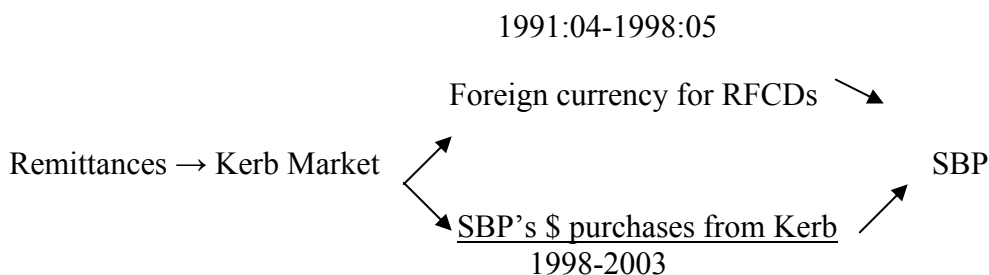 1991:04-1998:05
Foreign currency for RFCDs
Remittances → Kerb Market
SBP
SBP’s $ purchases from Kerb
1998-2003